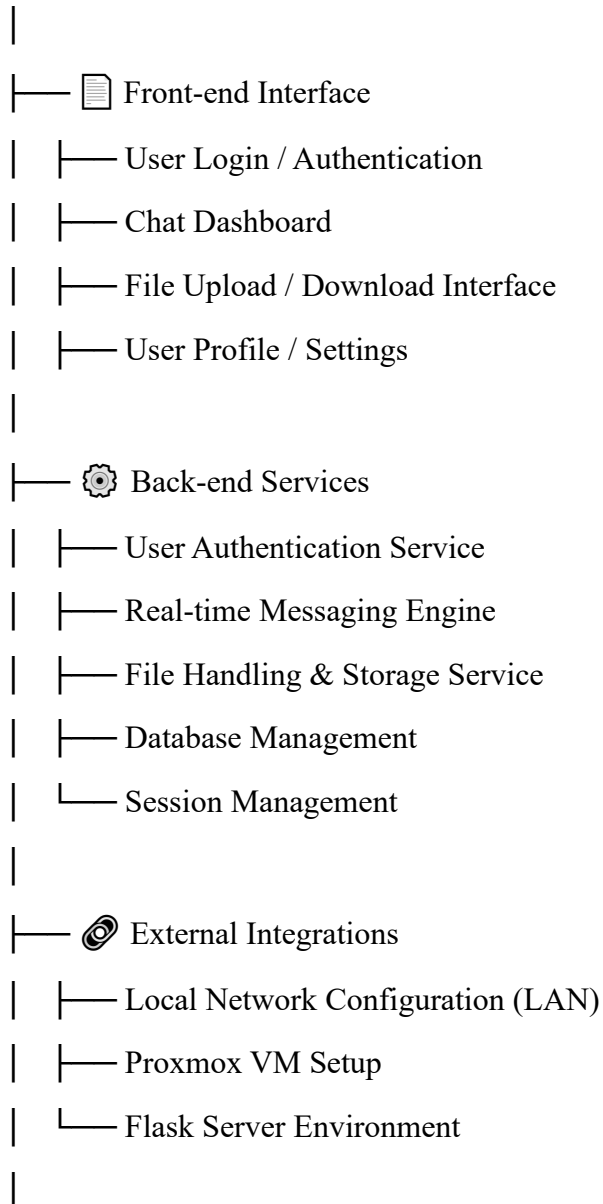 │
├── 📄 Front-end Interface
│ ├── User Login / Authentication
│ ├── Chat Dashboard
│ ├── File Upload / Download Interface
│ ├── User Profile / Settings
│
├── ⚙️ Back-end Services
│ ├── User Authentication Service
│ ├── Real-time Messaging Engine
│ ├── File Handling & Storage Service
│ ├── Database Management
│ └── Session Management
│
├── 🔗 External Integrations
│ ├── Local Network Configuration (LAN)
│ ├── Proxmox VM Setup
│ └── Flask Server Environment
│